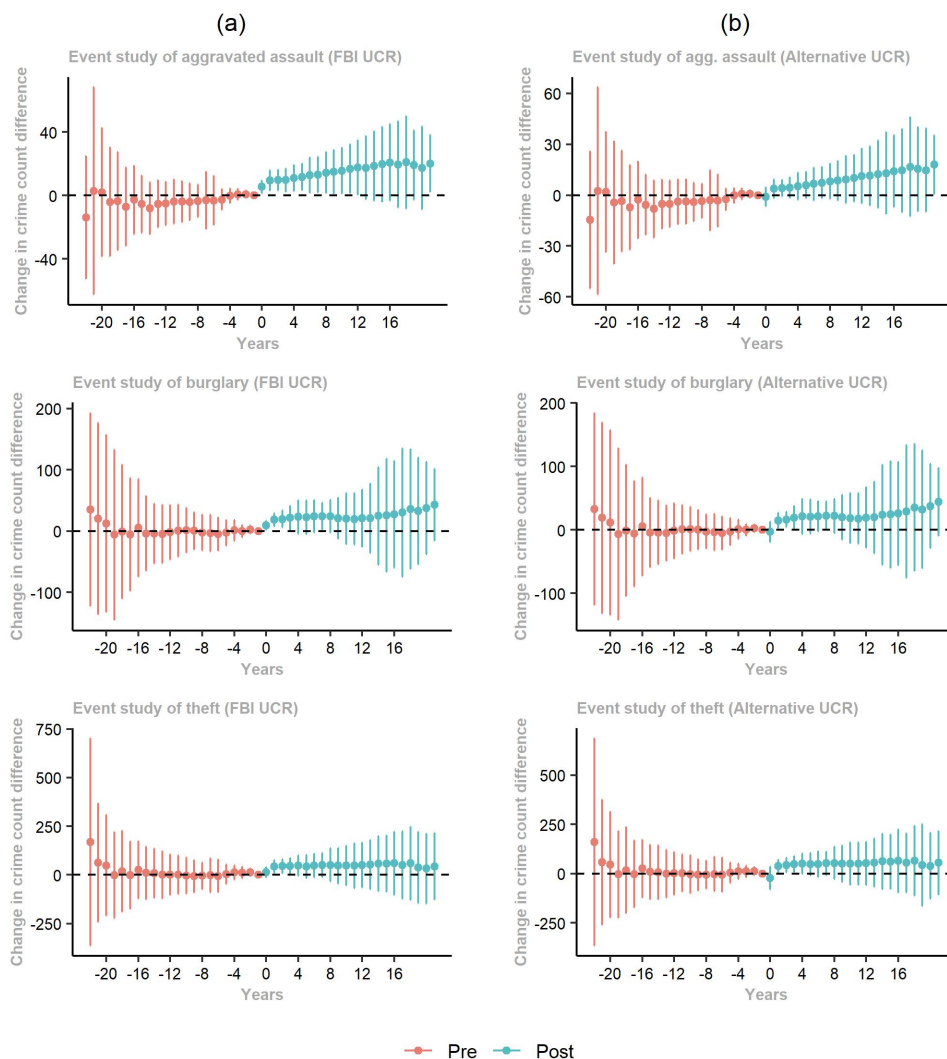 (a) (b)
Event study of aggravated assault (FBI UCR)
Change in crime count difference
40
0
-40
-20 -16 -12 -8 -4 0 4 8 12 16
Years
Event study of agg. assault (Alternative UCR)
Change in crime count difference
60
30
0
-30
-60
-20 -16 -12 -8 -4 0 4 8 12 16
Years
Event study of burglary (FBI UCR)
Change in crime count difference
200
100
0
-100
-20 -16 -12 -8 -4 0 4 8 12 16
Years
Event study of burglary (Alternative UCR)
Change in crime count difference
200
100
0
-100
-20 -16 -12 -8 -4 0 4 8 12 16
Years
Event study of theft (FBI UCR)
Change in crime count difference
750
500
250
0
-250
-20 -16 -12 -8 -4 0 4 8 12 16
Years
Event study of theft (Alternative UCR)
Change in crime count difference
500
250
0
-250
-20 -16 -12 -8 -4 0 4 8 12 16
Years
Pre Post